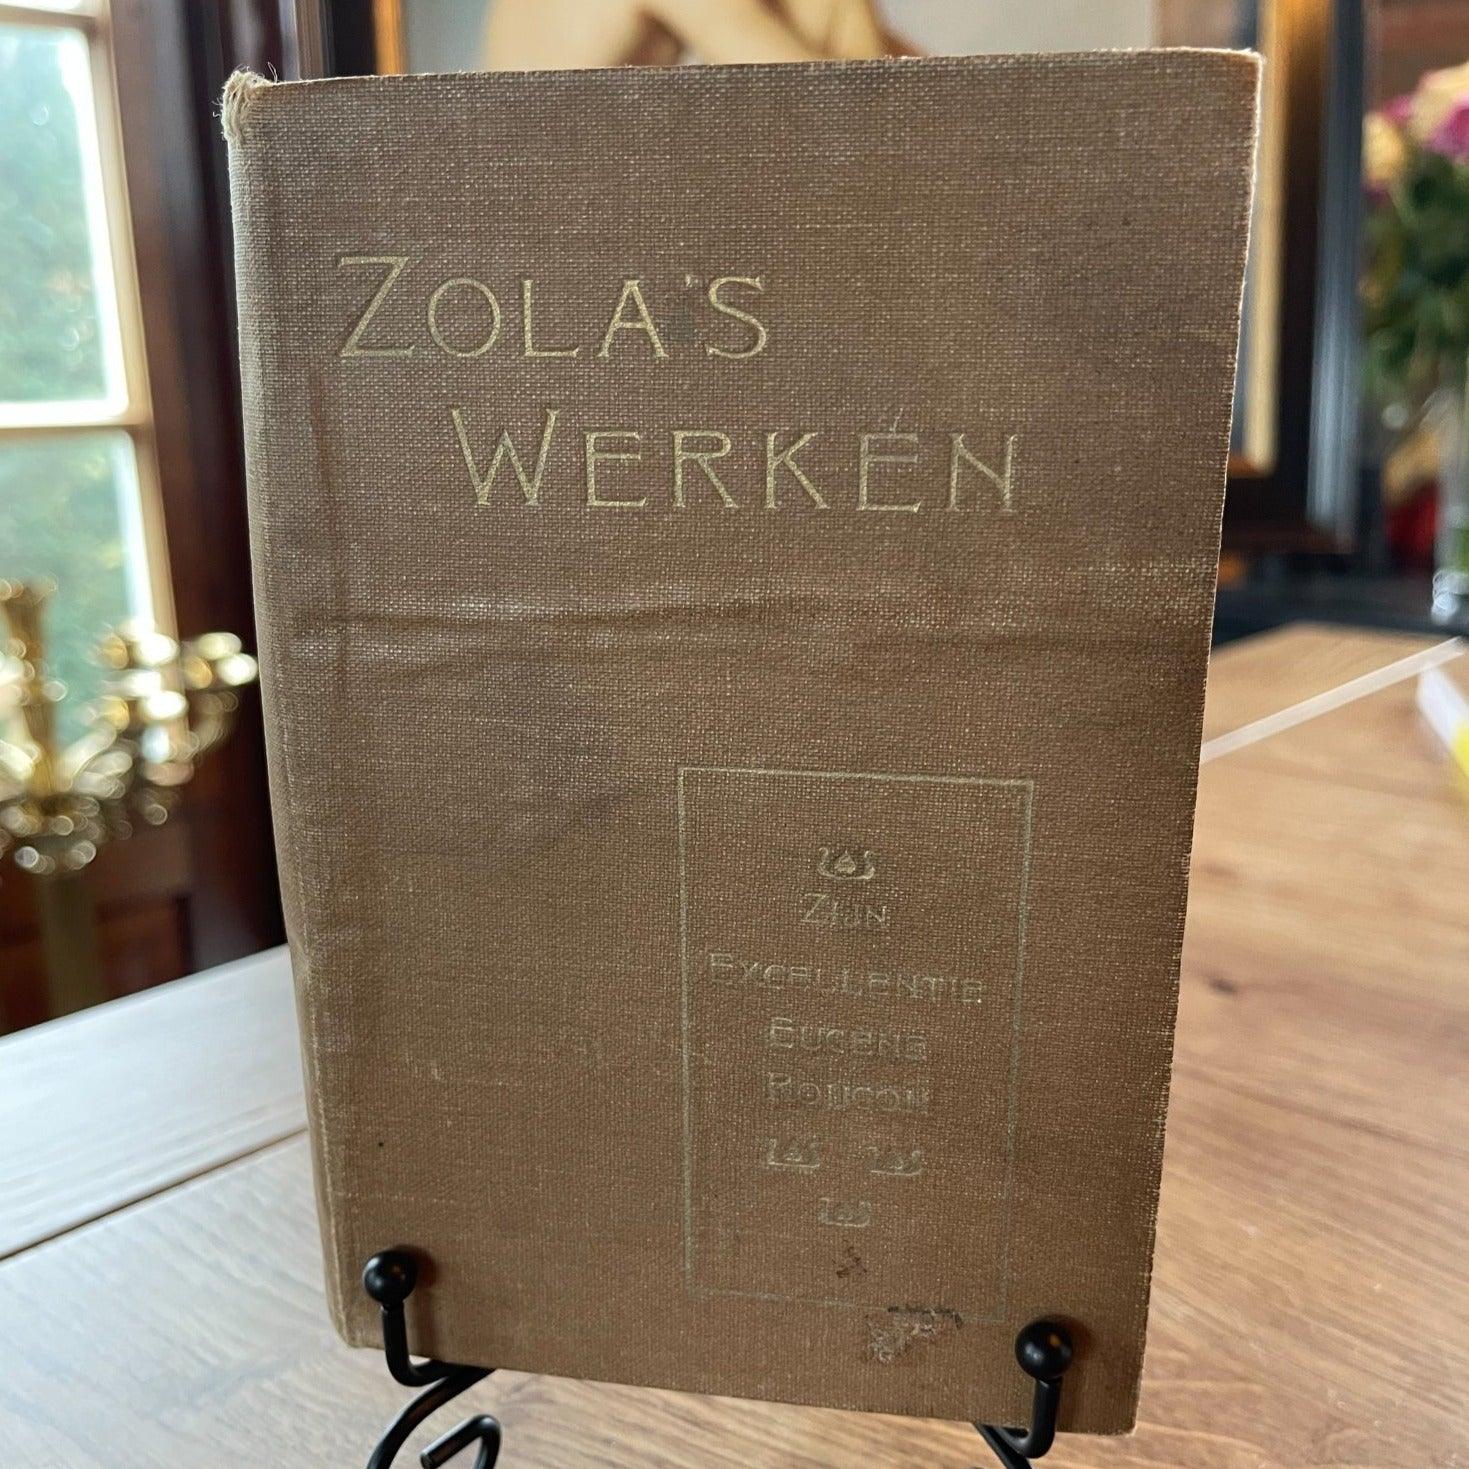 ZOLA'S
WERKEN
ZIJN
EXCELLENTIE
EUGENE
ROUGON